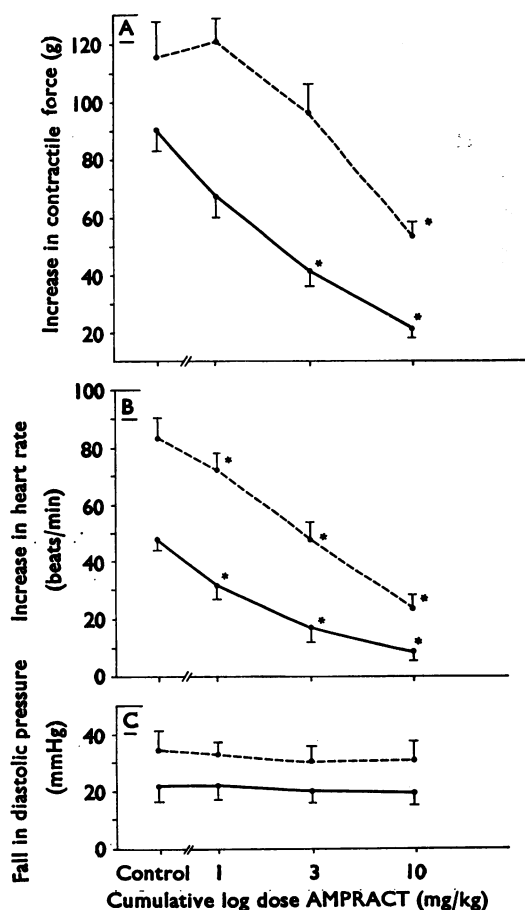 A
Increase in contractile force (g)
120
100
80
60
40
20
*
*
*
B
Increase in heart rate
(beats/min)
100
80
60
40
20
0
*
*
*
*
*
*
C
Fall in diastolic pressure
(mmHg)
40
20
0
Control 1 3 10
Cumulative log dose AMPRACT (mg/kg)